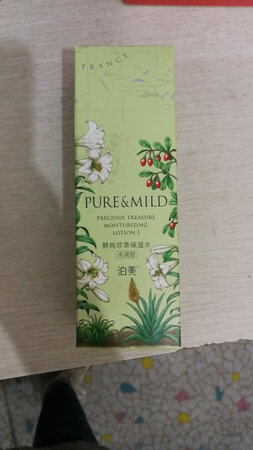 FRANCE
PURE&MILD
PRECIOUS TREASURE
MOISTURIZING
LOTION I
鲜纯珍萃保湿水
水润型
泊美